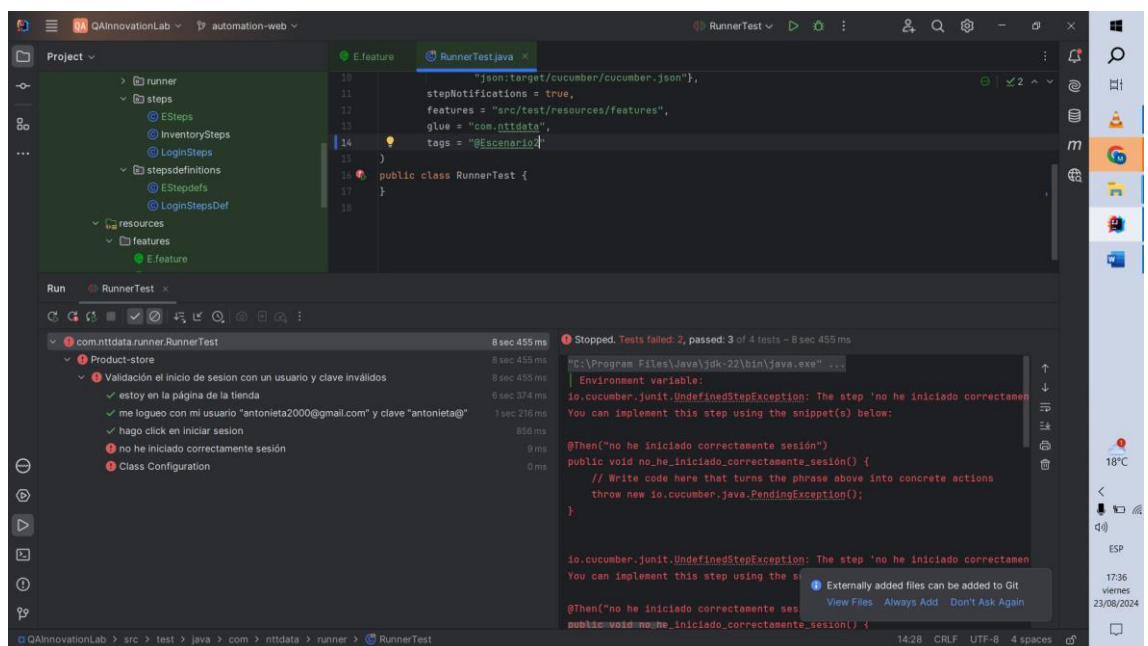 QA QAInnovationLab automation-web RunnerTest
Project
E.feature RunnerTest.java
runner
steps
ESteps
InventorySteps
LoginSteps
stepsdefinitions
EStepdefs
LoginStepsDef
resources
features
E.feature
10 "json:target/cucumber/cucumber.json"},
11 stepNotifications = true,
12 features = "src/test/resources/features",
13 glue = "com.nttdata",
14 tags = "@Escenario2"
15 )
16 public class RunnerTest {
17 }
18
2
m
Run RunnerTest
com.nttdata.runner.RunnerTest 8 sec 455 ms
Product-store 8 sec 455 ms
Validación el inicio de sesion con un usuario y clave inválidos 8 sec 455 ms
estoy en la página de la tienda 6 sec 374 ms
me logueo con mi usuario "antonieta2000@gmail.com" y clave "antonieta@" 1 sec 216 ms
hago click en iniciar sesion 856 ms
no he iniciado correctamente sesión 9 ms
Class Configuration 0 ms
Stopped. Tests failed: 2, passed: 3 of 4 tests – 8 sec 455 ms
"C:\Program Files\Java\jdk-22\bin\java.exe" ...
Environment variable:
io.cucumber.junit.UndefinedStepException: The step 'no he iniciado correctamen
You can implement this step using the snippet(s) below:
@Then("no he iniciado correctamente sesión")
public void no_he_iniciado_correctamente_sesión() {
// Write code here that turns the phrase above into concrete actions
throw new io.cucumber.java.PendingException();
}
io.cucumber.junit.UndefinedStepException: The step 'no he iniciado correctamen
You can implement this step using the s
@Then("no he iniciado correctamente ses
public void no_he_iniciado_correctamente_sesión() {
Externally added files can be added to Git
View Files Always Add Don't Ask Again
QAInnovationLab > src > test > java > com > nttdata > runner > RunnerTest
14:28 CRLF UTF-8 4 spaces
18°C
ESP
17:36
viernes
23/08/2024